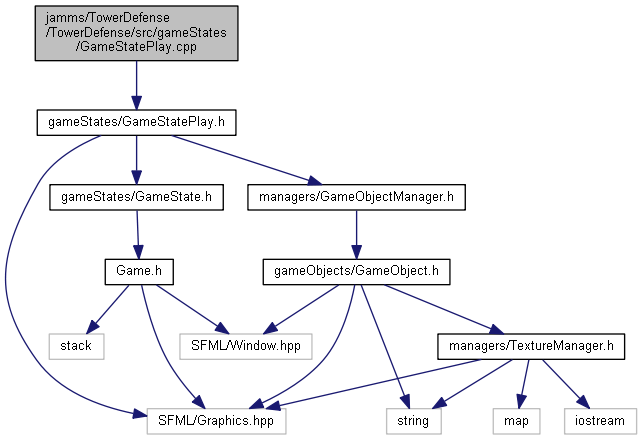 jamms/TowerDefense
/TowerDefense/src/gameStates
/GameStatePlay.cpp
gameStates/GameStatePlay.h
gameStates/GameState.h
managers/GameObjectManager.h
Game.h
gameObjects/GameObject.h
stack
SFML/Window.hpp
managers/TextureManager.h
SFML/Graphics.hpp
string
map
iostream